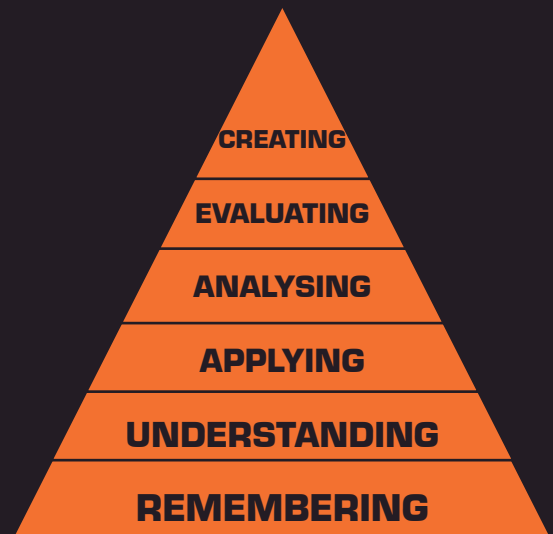 CREATING
EVALUATING
ANALYSING
APPLYING
UNDERSTANDING
REMEMBERING